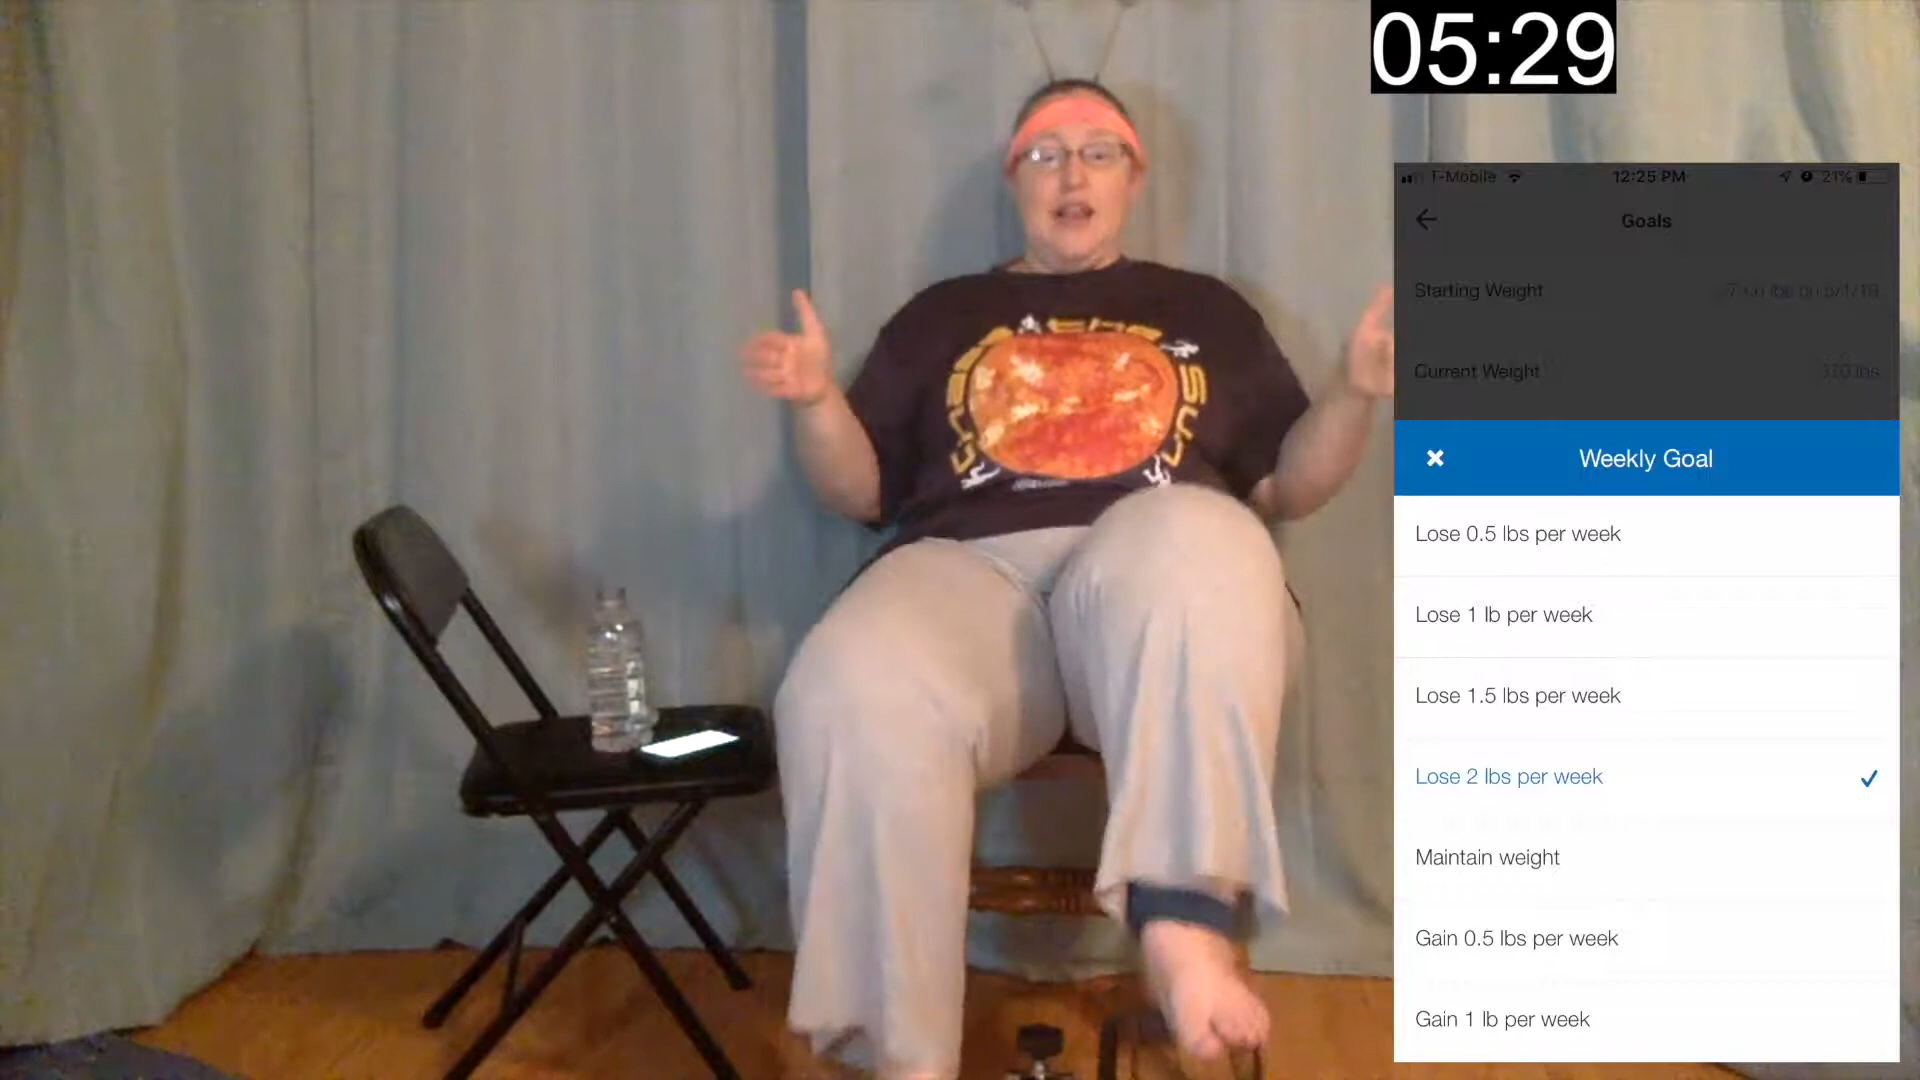 05:29
T-Mobile 12:25 PM 21%
Goals
Starting Weight
Current Weight lbs
Weekly Goal
Lose 0.5 lbs per week
Lose 1 lb per week
Lose 1.5 lbs per week
Lose 2 lbs per week
Maintain weight
Gain 0.5 lbs per week
Gain 1 lb per week